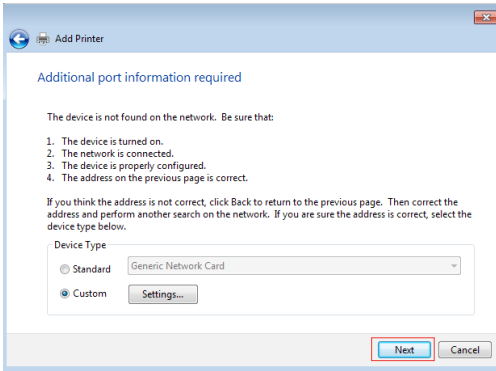 Add Printer
Additional port information required
The device is not found on the network. Be sure that:
1. The device is turned on.
2. The network is connected.
3. The device is properly configured.
4. The address on the previous page is correct.
If you think the address is not correct, click Back to return to the previous page. Then correct the
address and perform another search on the network. If you are sure the address is correct, select the
device type below.
Device Type
Standard Generic Network Card
Custom Settings...
Next Cancel